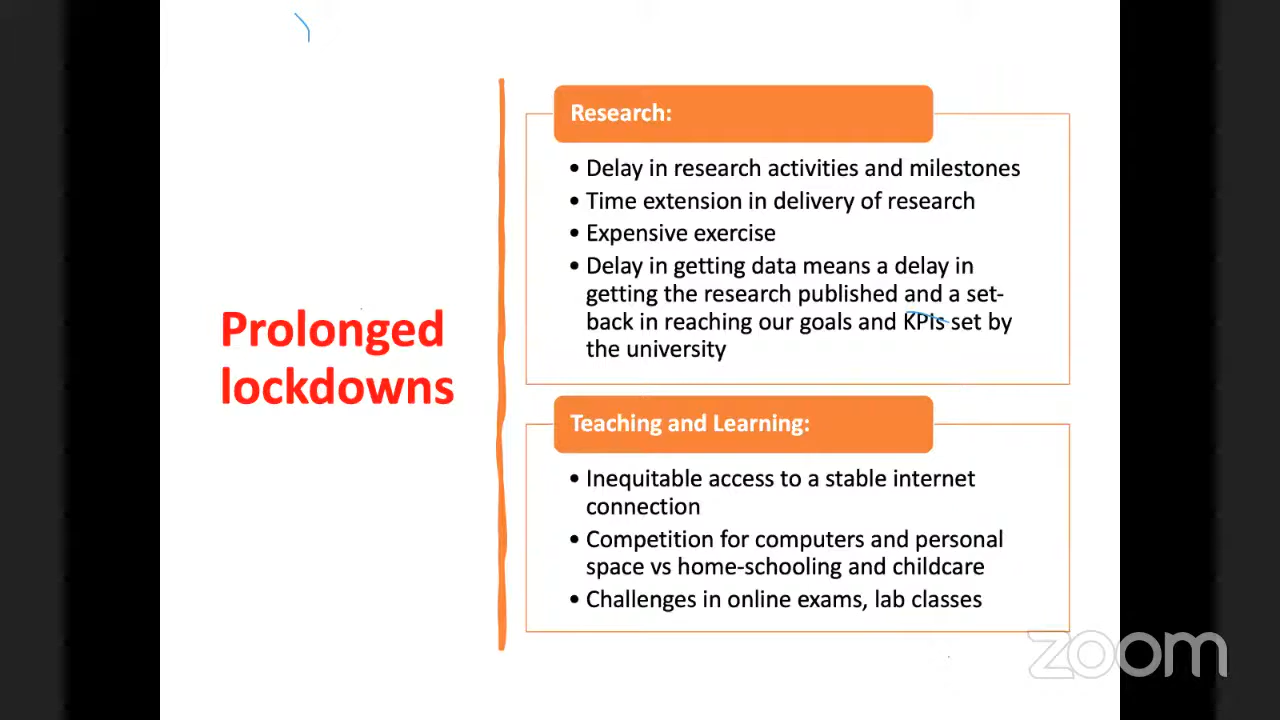 Prolonged
lockdowns
Research:
• Delay in research activities and milestones
• Time extension in delivery of research
• Expensive exercise
• Delay in getting data means a delay in
getting the research published and a set-
back in reaching our goals and KPIs set by
the university
Teaching and Learning:
• Inequitable access to a stable internet
connection
• Competition for computers and personal
space vs home-schooling and childcare
• Challenges in online exams, lab classes
zoom